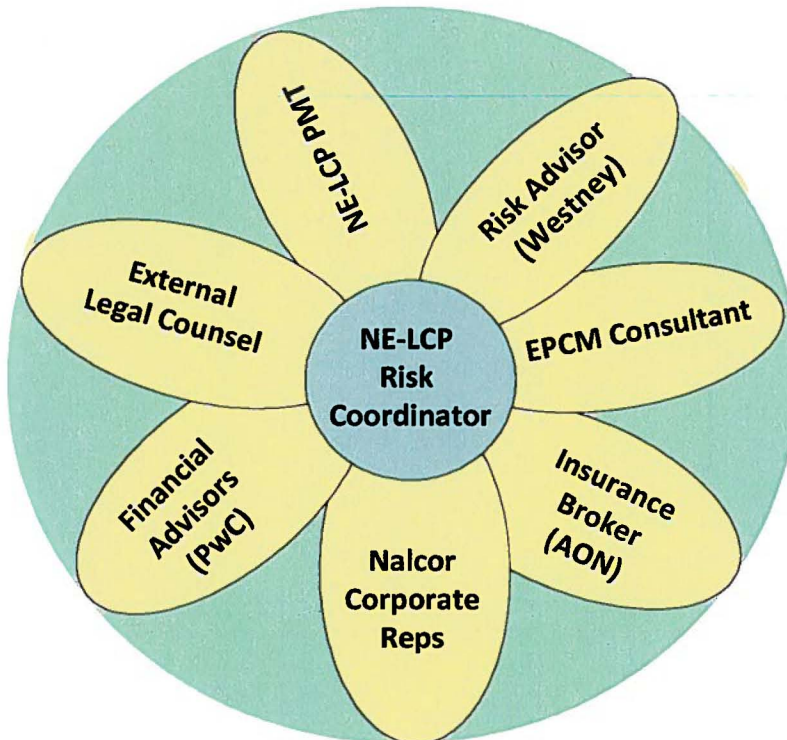 NE-LCP PMT
Risk Advisor
(Westney)
EPCM Consultant
Insurance
Broker
(AON)
Nalcor
Corporate
Reps
Financial
Advisors
(PwC)
External
Legal Counsel
NE-LCP
Risk
Coordinator